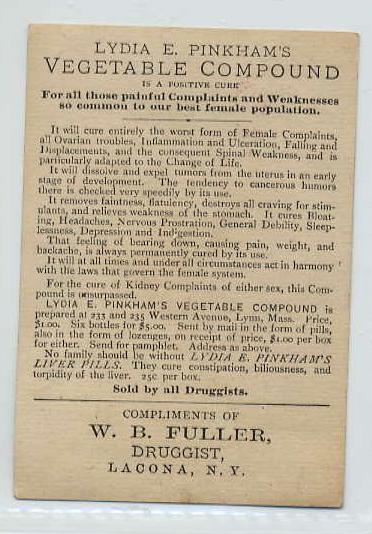 LYDIA E. PINKHAM'S
VEGETABLE COMPOUND
IS A POSITIVE CURE
For all those painful Complaints and Weaknesses
so common to our best female population.
It will cure entirely the worst form of Female Complaints,
all Ovarian troubles, Inflammation and Ulceration, Falling and
Displacements, and the consequent Spinal Weakness, and is
particularly adapted to the Change of Life.
It will dissolve and expel tumors from the uterus in an early
stage of development. The tendency to cancerous humors
there is checked very speedily by its use.
It removes faintness, flatulency, destroys all craving for stim-
ulants, and relieves weakness of the stomach. It cures Bloat-
ing, Headaches, Nervous Prostration, General Debility, Sleep-
lessness, Depression and Indigestion.
That feeling of bearing down, causing pain, weight, and
backache, is always permanently cured by its use.
It will at all times and under all circumstances act in harmony
with the laws that govern the female system.
For the cure of Kidney Complaints of either sex, this Com-
pound is unsurpassed.
LYDIA E. PINKHAM'S VEGETABLE COMPOUND is
prepared at 233 and 235 Western Avenue, Lynn, Mass. Price,
$1.00. Six bottles for $5.00. Sent by mail in the form of pills,
also in the form of lozenges, on receipt of price, $1.00 per box
for either. Send for pamphlet. Address as above.
No family should be without LYDIA E. PINKHAM'S
LIVER PILLS. They cure constipation, biliousness, and
torpidity of the liver. 25c per box.
Sold by all Druggists.
COMPLIMENTS OF
W. B. FULLER,
DRUGGIST,
LACONA, N. Y.